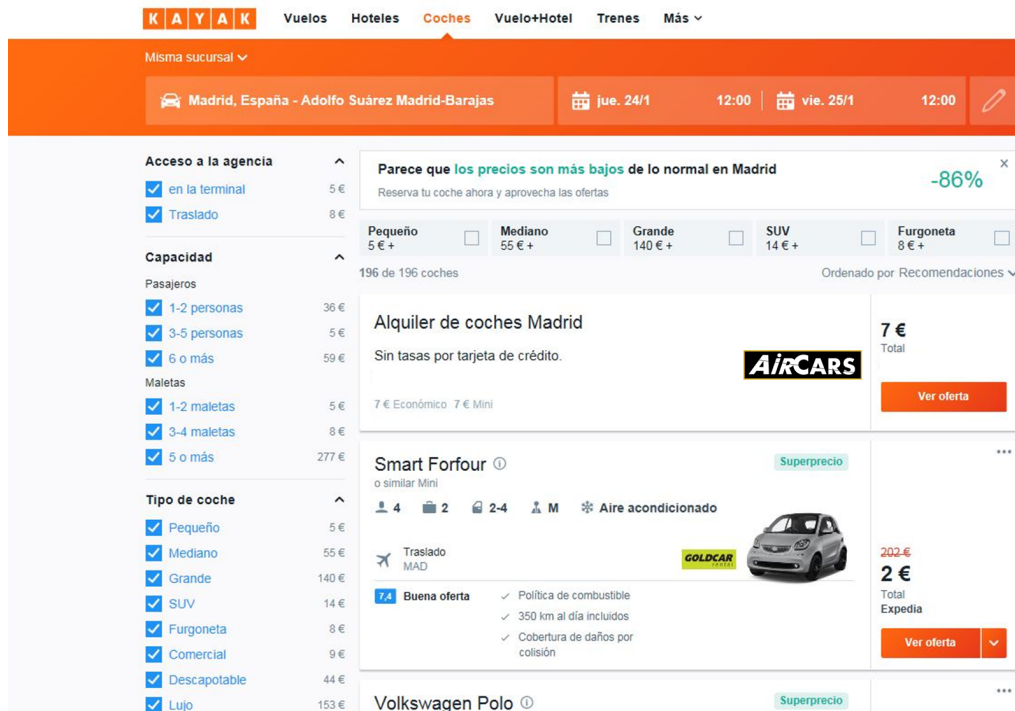 KAYAK
Vuelos Hoteles Coches Vuelo+Hotel Trenes Más
Misma sucursal
Madrid, España - Adolfo Suárez Madrid-Barajas
jue. 24/1 12:00
vie. 25/1 12:00
Acceso a la agencia
en la terminal 5 €
Traslado 8 €
Capacidad
Pasajeros
1-2 personas 36 €
3-5 personas 5 €
6 o más 59 €
Maletas
1-2 maletas 5 €
3-4 maletas 8 €
5 o más 277 €
Tipo de coche
Pequeño 5 €
Mediano 55 €
Grande 140 €
SUV 14 €
Furgoneta 8 €
Comercial 9 €
Descapotable 44 €
Lujo 153 €
Parece que los precios son más bajos de lo normal en Madrid
Reserva tu coche ahora y aprovecha las ofertas
-86%
Pequeño
5 € +
Mediano
55 € +
Grande
140 € +
SUV
14 € +
Furgoneta
8 € +
196 de 196 coches
Ordenado por Recomendaciones
Alquiler de coches Madrid
Sin tasas por tarjeta de crédito.
AiRCARS
7 € Económico 7 € Mini
7 €
Total
Ver oferta
Smart Forfour
o similar Mini
Superprecio
4 2 2-4 M Aire acondicionado
Traslado
MAD
GOLDCAR
rental
7,4 Buena oferta
Política de combustible
350 km al día incluidos
Cobertura de daños por
colisión
202 €
2 €
Total
Expedia
Ver oferta
Volkswagen Polo
Superprecio